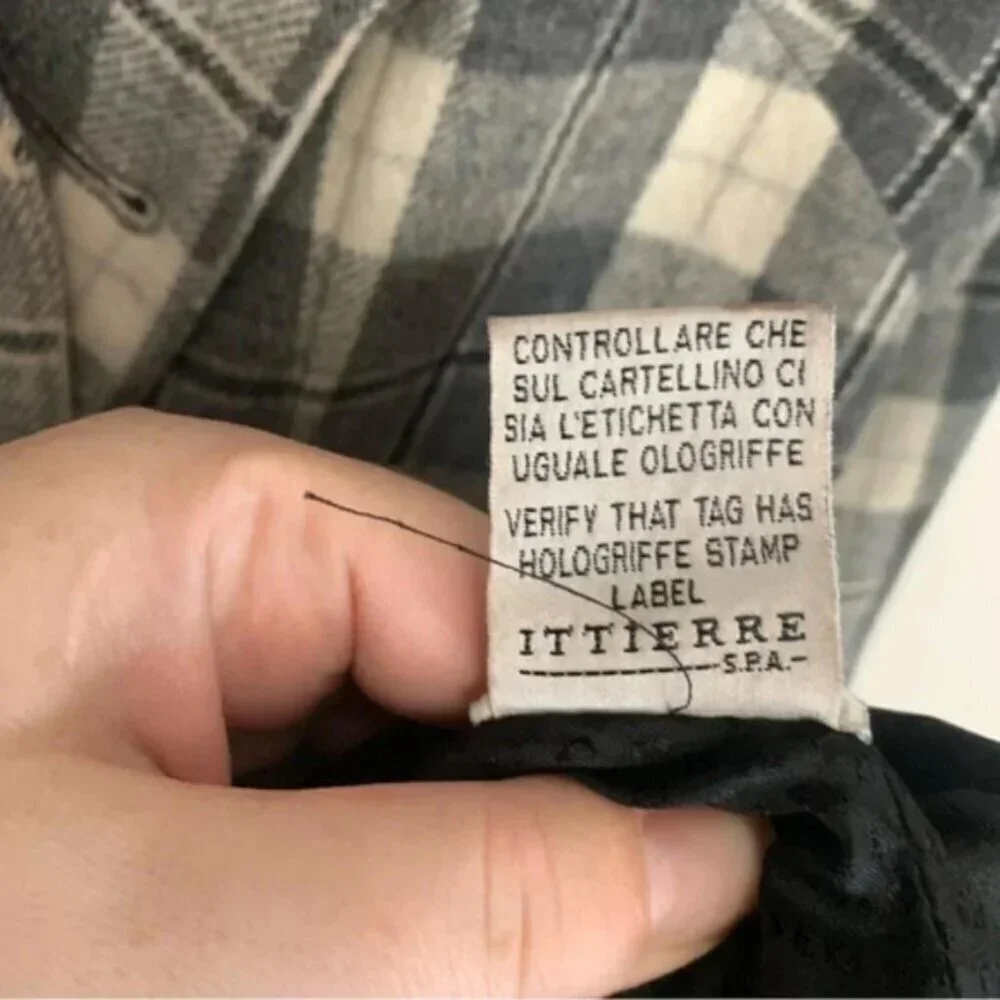 CONTROLLARE CHE
SUL CARTELLINO CI
SIA L'ETICHETTA CON
UGUALE OLOGRIFFE
VERIFY THAT TAG HAS
HOLOGRIFFE STAMP
LABEL
ITTIERRE
S.P.A.